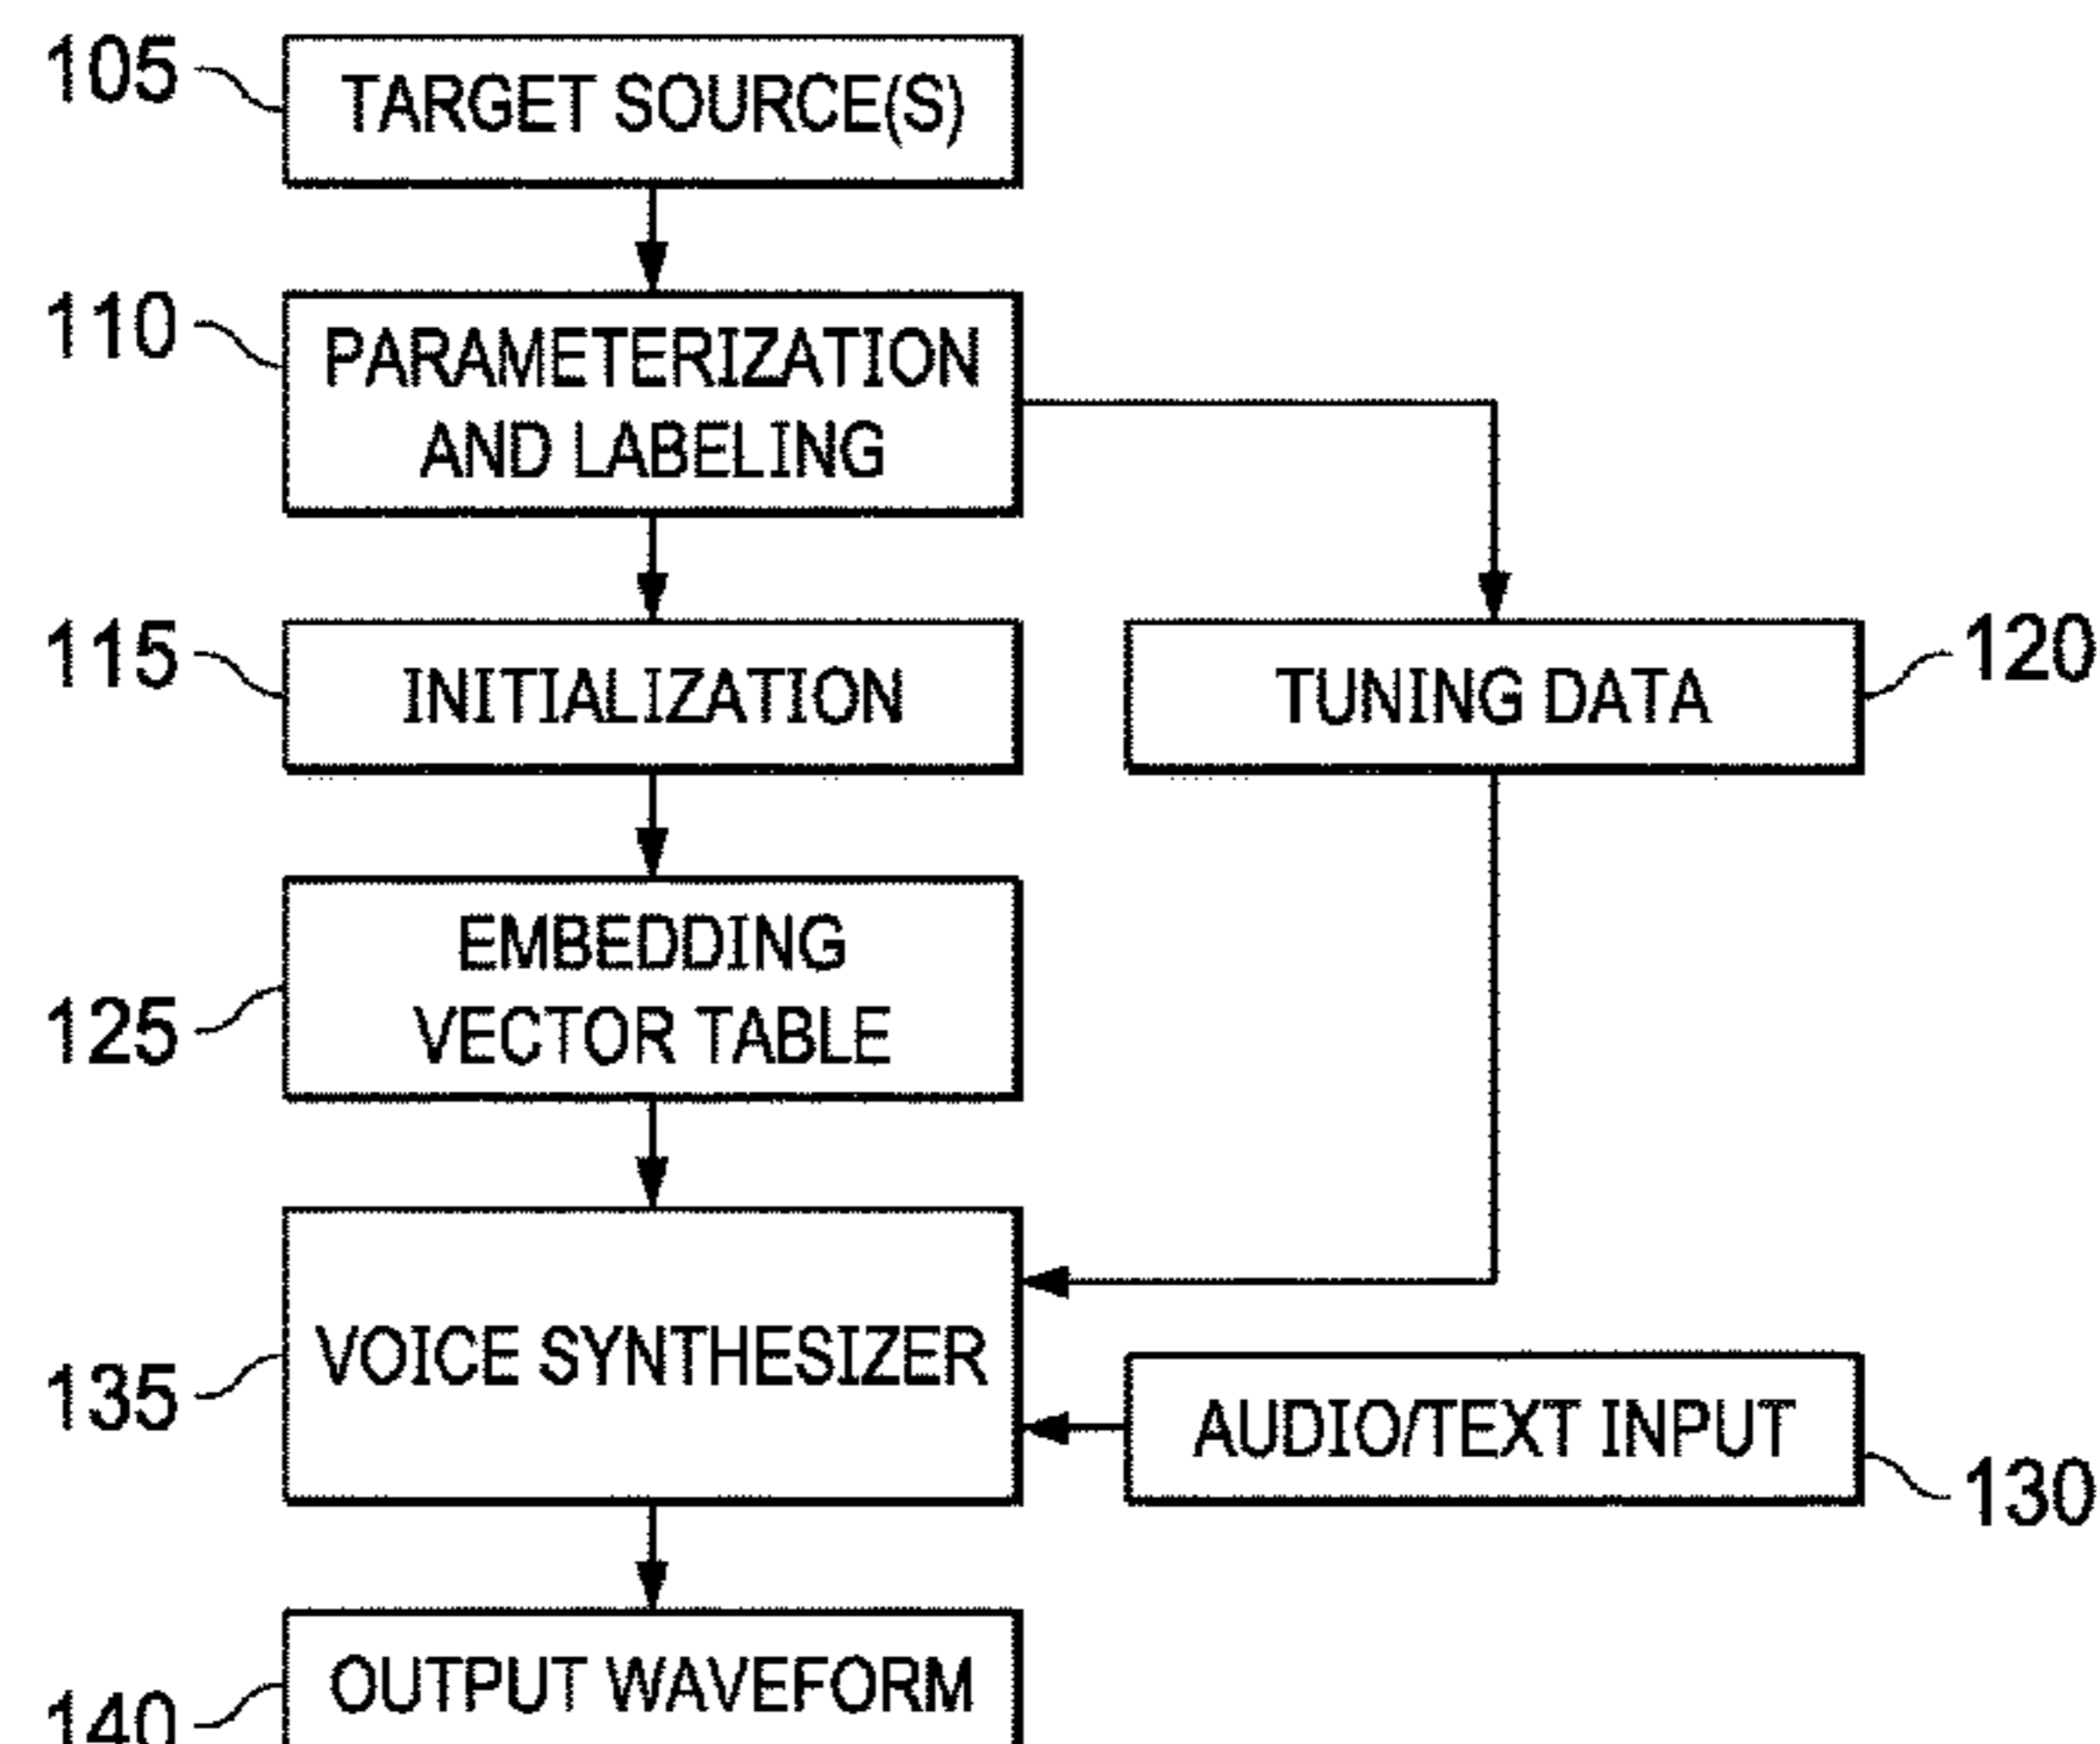 105
TARGET SOURCE(S)
110
PARAMETERIZATION
AND LABELING
115
INITIALIZATION
TUNING DATA
120
EMBEDDING
VECTOR TABLE
125
VOICE SYNTHESIZER
135
AUDIO/TEXT INPUT
130
OUTPUT WAVEFORM
140